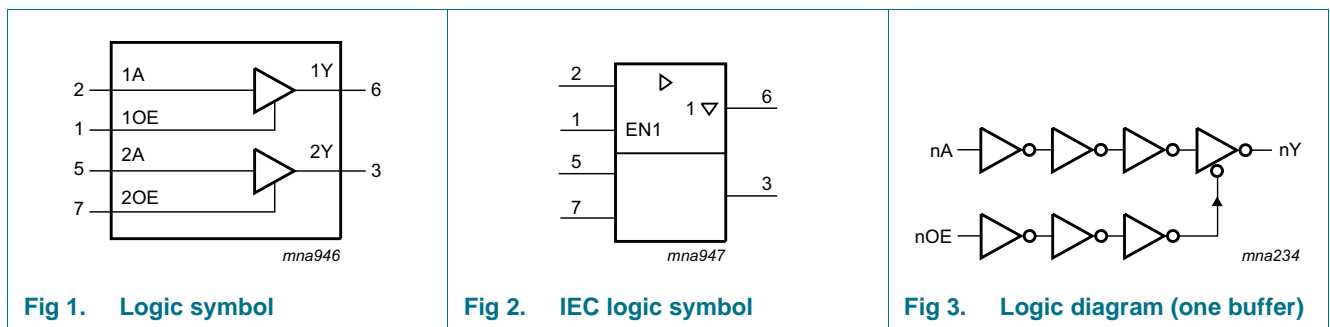 1A
1Y
2
6
1OE
1
2A
2Y
5
3
2OE
7
mna946
Fig 1. Logic symbol
2
1
6
1
EN1
5
3
7
mna947
Fig 2. IEC logic symbol
nA
nY
nOE
mna234
Fig 3. Logic diagram (one buffer)